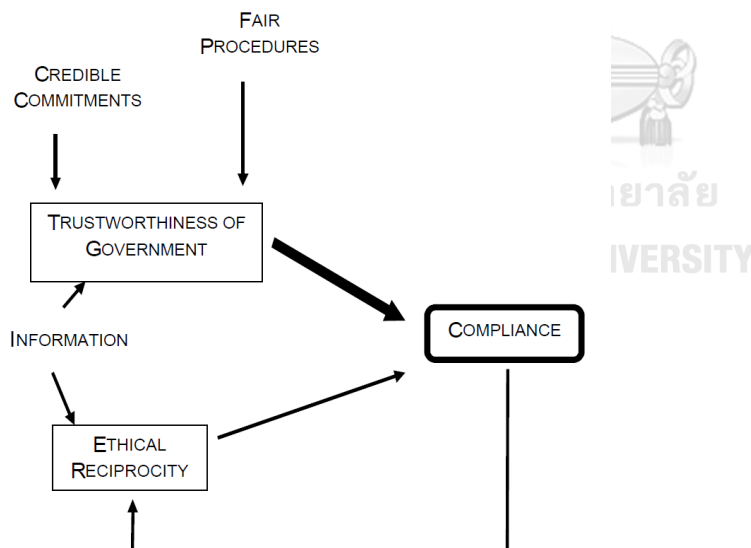 FAIR
PROCEDURES
CREDIBLE
COMMITMENTS
TRUSTWORTHINESS OF
GOVERNMENT
INFORMATION
COMPLIANCE
ETHICAL
RECIPROCITY
ยาลัย
IVERSITY